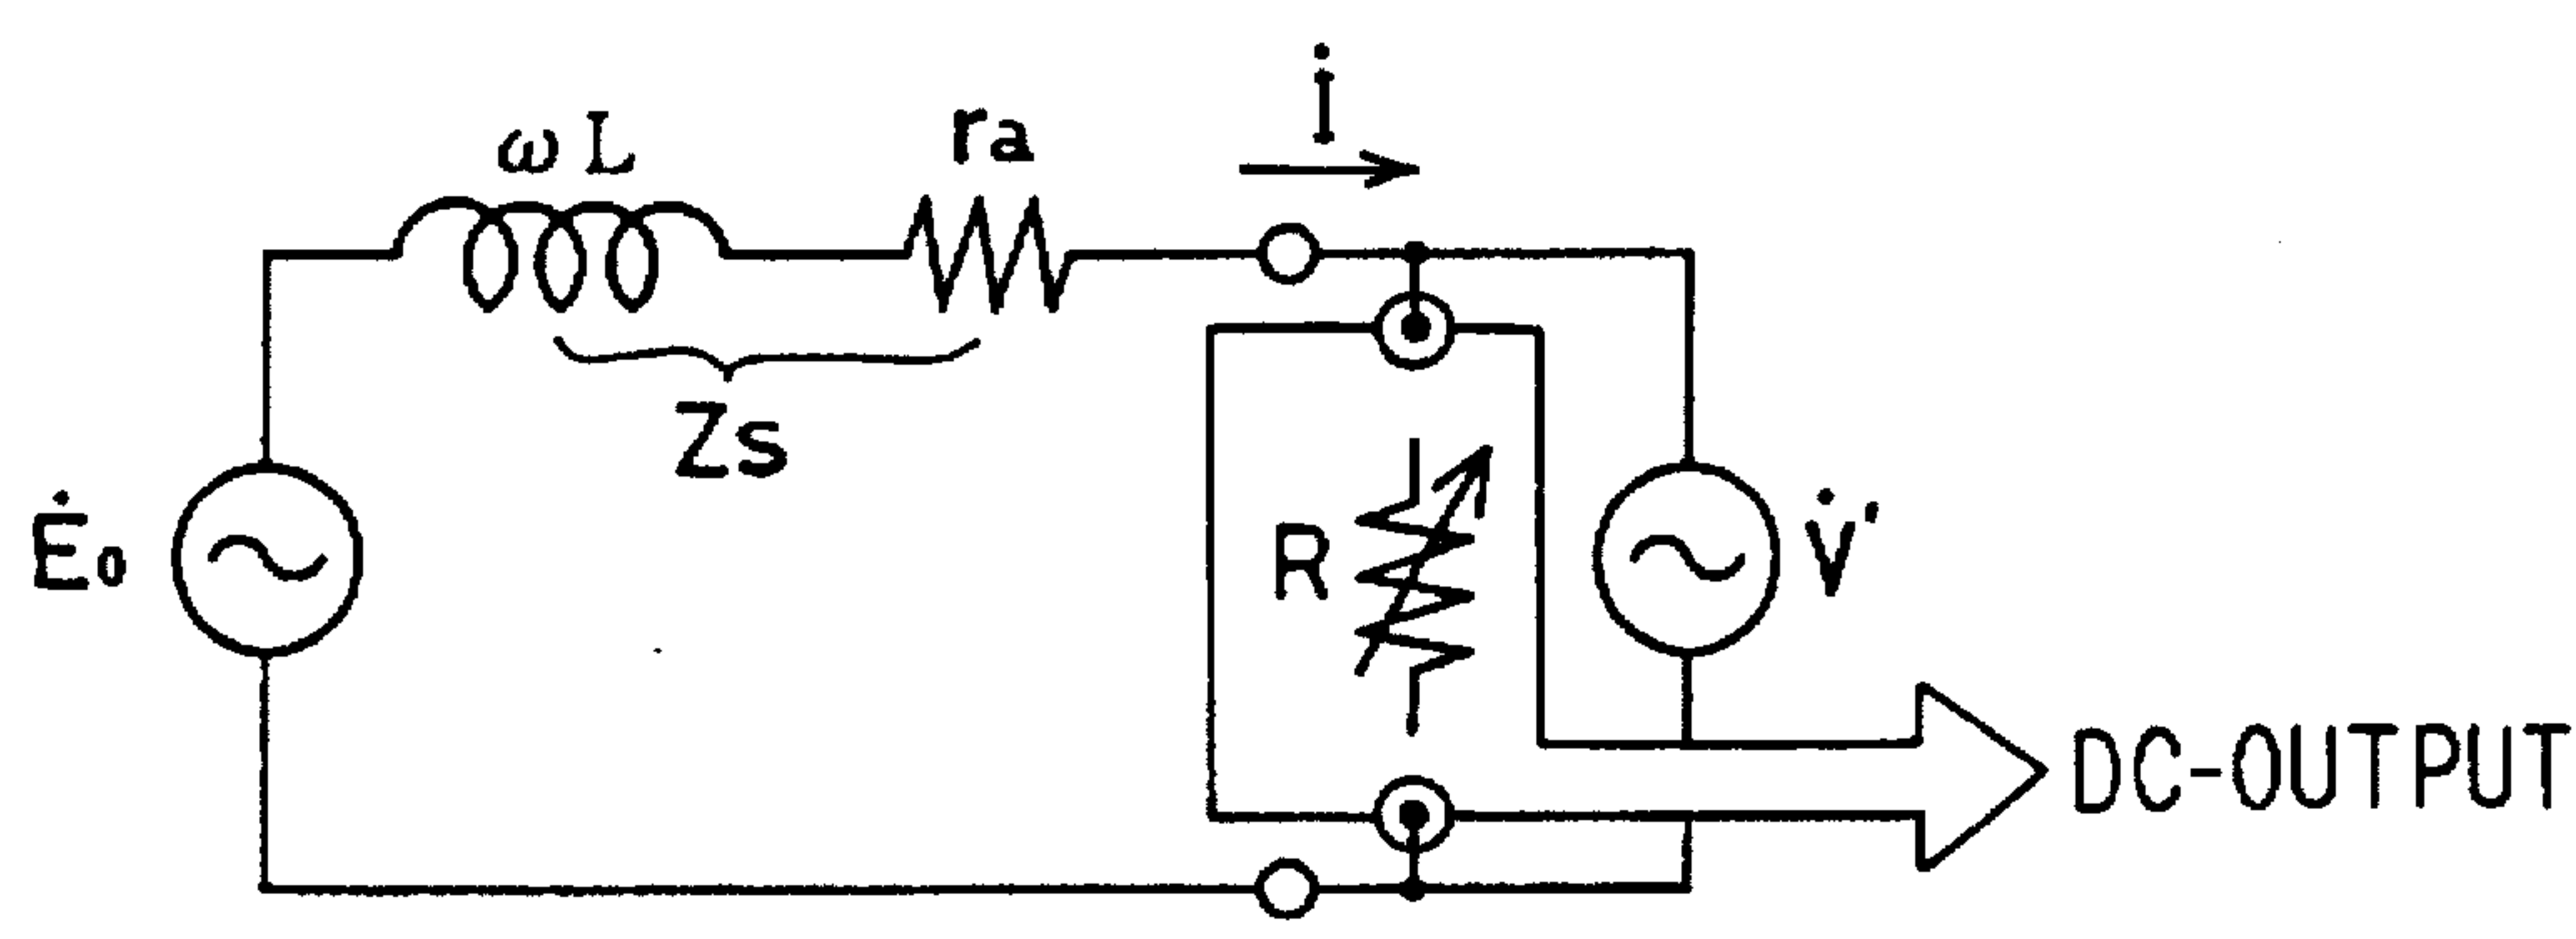 i
ωL
ra
Zs
Ė₀
R
V̇'
DC-OUTPUT